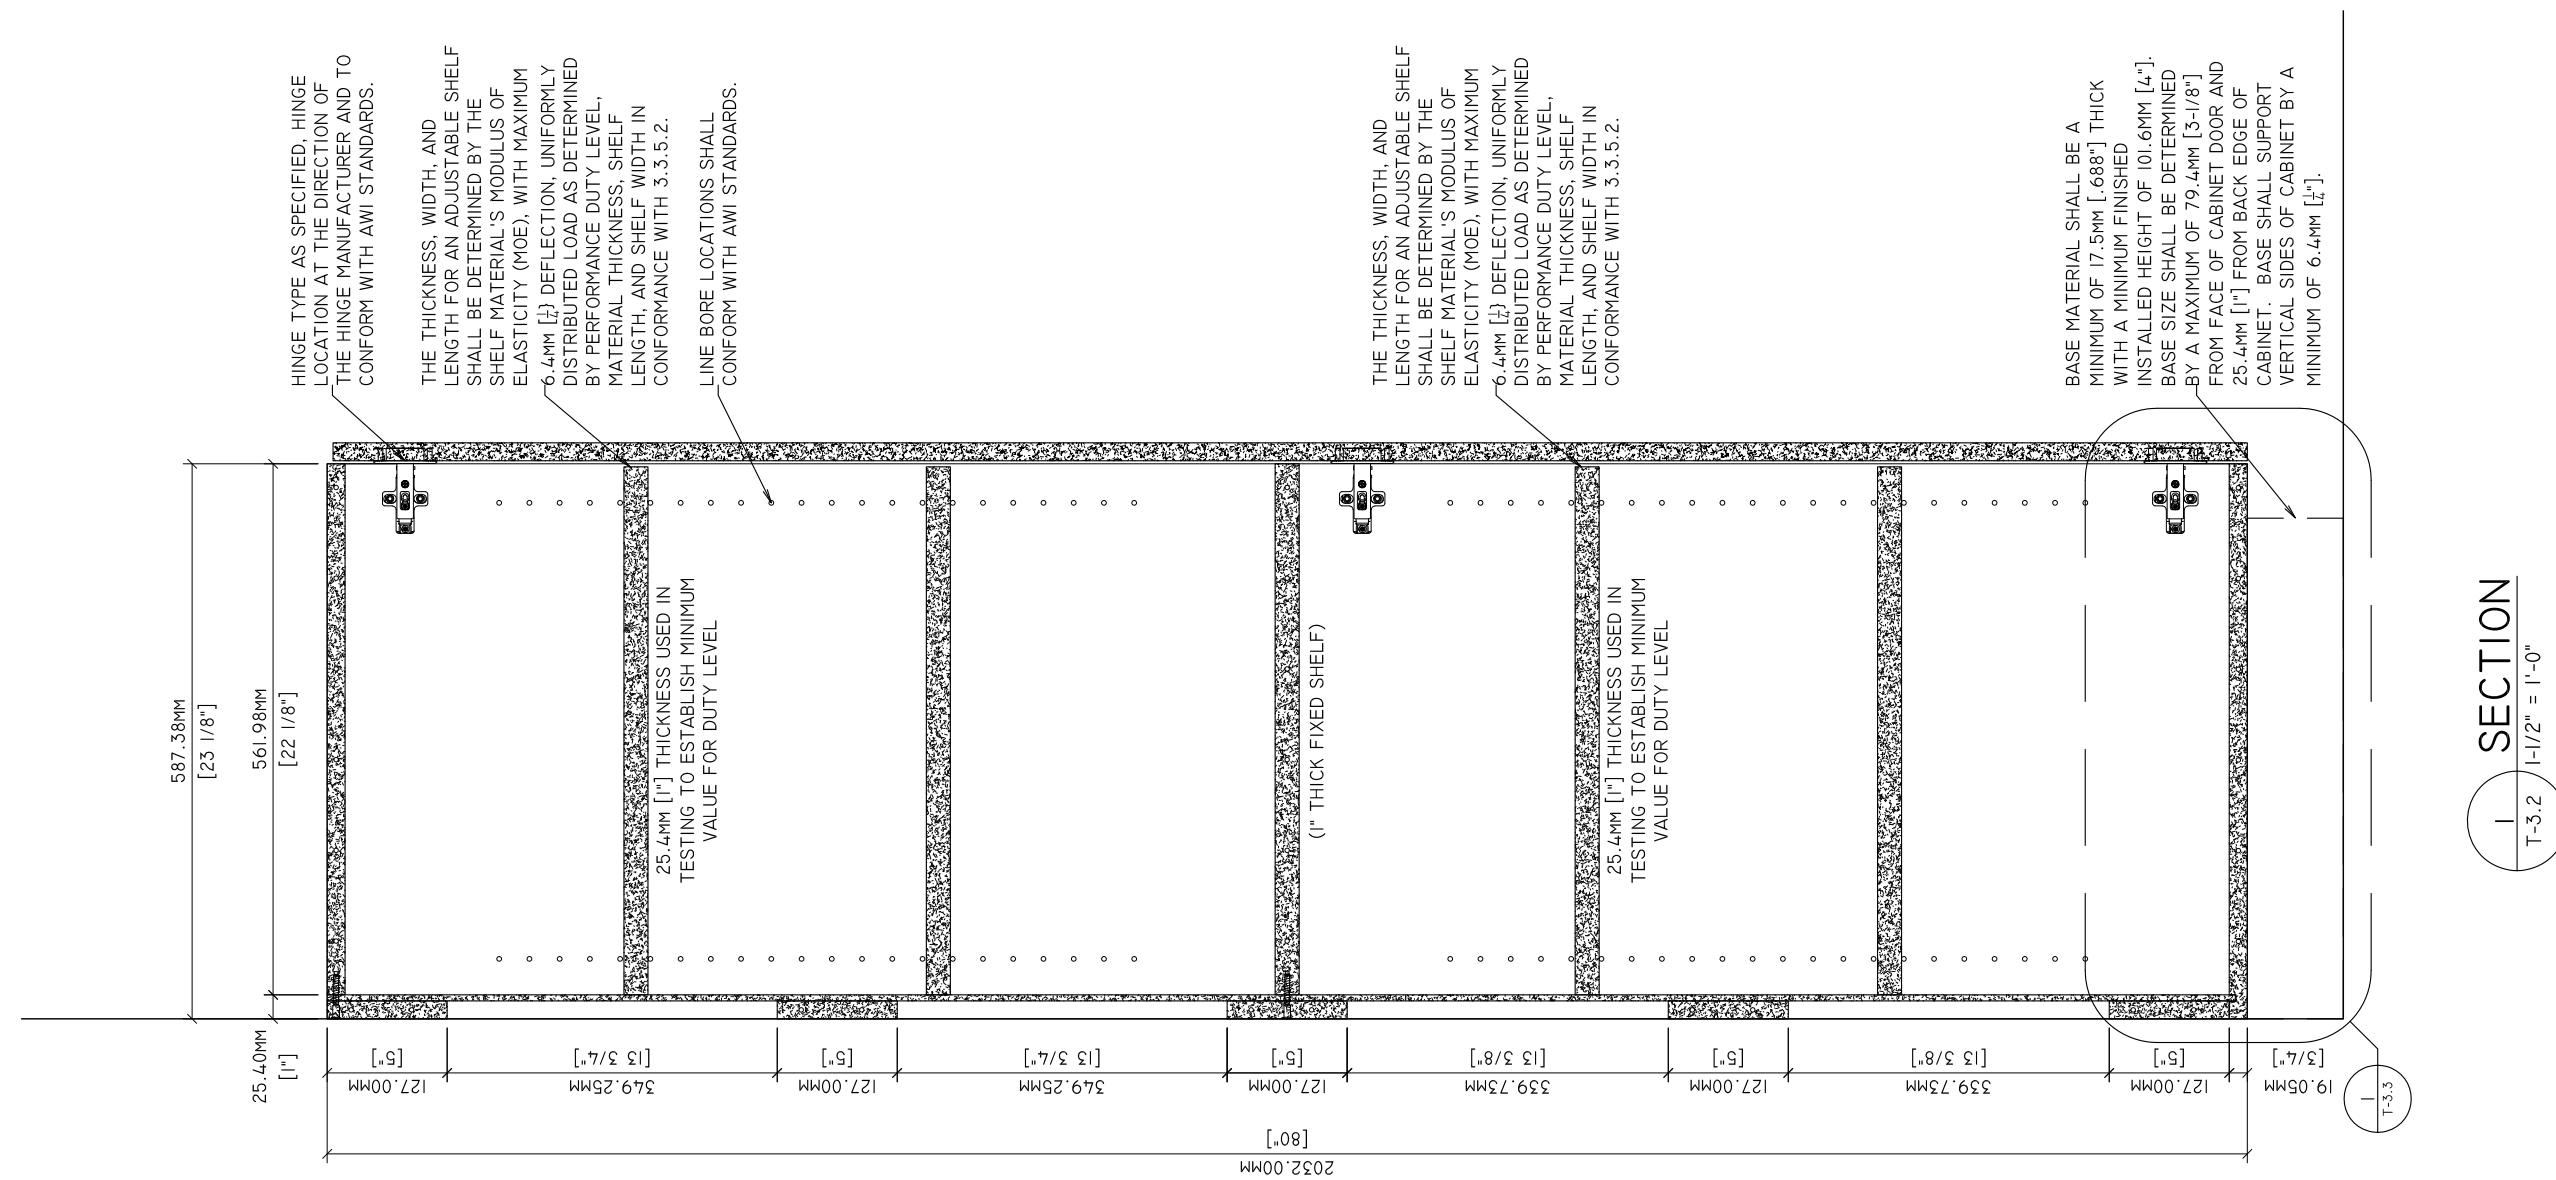 HINGE TYPE AS SPECIFIED, HINGE
LOCATION AT THE DIRECTION OF
THE HINGE MANUFACTURER AND TO
CONFORM WITH AWI STANDARDS.
THE THICKNESS, WIDTH, AND
LENGTH FOR AN ADJUSTABLE SHELF
SHALL BE DETERMINED BY THE
SHELF MATERIAL'S MODULUS OF
ELASTICITY (MOE), WITH MAXIMUM
6.4MM [¼} DEFLECTION, UNIFORMLY
DISTRIBUTED LOAD AS DETERMINED
BY PERFORMANCE DUTY LEVEL,
MATERIAL THICKNESS, SHELF
LENGTH, AND SHELF WIDTH IN
CONFORMANCE WITH 3.3.5.2.
LINE BORE LOCATIONS SHALL
CONFORM WITH AWI STANDARDS.
THE THICKNESS, WIDTH, AND
LENGTH FOR AN ADJUSTABLE SHELF
SHALL BE DETERMINED BY THE
SHELF MATERIAL'S MODULUS OF
ELASTICITY (MOE), WITH MAXIMUM
6.4MM [¼} DEFLECTION, UNIFORMLY
DISTRIBUTED LOAD AS DETERMINED
BY PERFORMANCE DUTY LEVEL,
MATERIAL THICKNESS, SHELF
LENGTH, AND SHELF WIDTH IN
CONFORMANCE WITH 3.3.5.2.
BASE MATERIAL SHALL BE A
MINIMUM OF 17.5MM [.688"] THICK
WITH A MINIMUM FINISHED
INSTALLED HEIGHT OF 101.6MM [4"].
BASE SIZE SHALL BE DETERMINED
BY A MAXIMUM OF 79.4MM [3-1/8"]
FROM FACE OF CABINET DOOR AND
25.4MM [1"] FROM BACK EDGE OF
CABINET. BASE SHALL SUPPORT
VERTICAL SIDES OF CABINET BY A
MINIMUM OF 6.4MM [¼"].
587.38MM
[23 1/8"]
561.98MM
[22 1/8"]
25.40MM
[1"]
25.4MM [1"] THICKNESS USED IN
TESTING TO ESTABLISH MINIMUM
VALUE FOR DUTY LEVEL
(1" THICK FIXED SHELF)
25.4MM [1"] THICKNESS USED IN
TESTING TO ESTABLISH MINIMUM
VALUE FOR DUTY LEVEL
127.00MM
[5"]
349.25MM
[13 3/4"]
127.00MM
[5"]
349.25MM
[13 3/4"]
127.00MM
[5"]
339.73MM
[13 3/8"]
127.00MM
[5"]
339.73MM
[13 3/8"]
127.00MM
[5"]
19.05MM
[3/4"]
2032.00MM
[80"]
1
T-3.3
1
T-3.2
SECTION
1-1/2" = 1'-0"